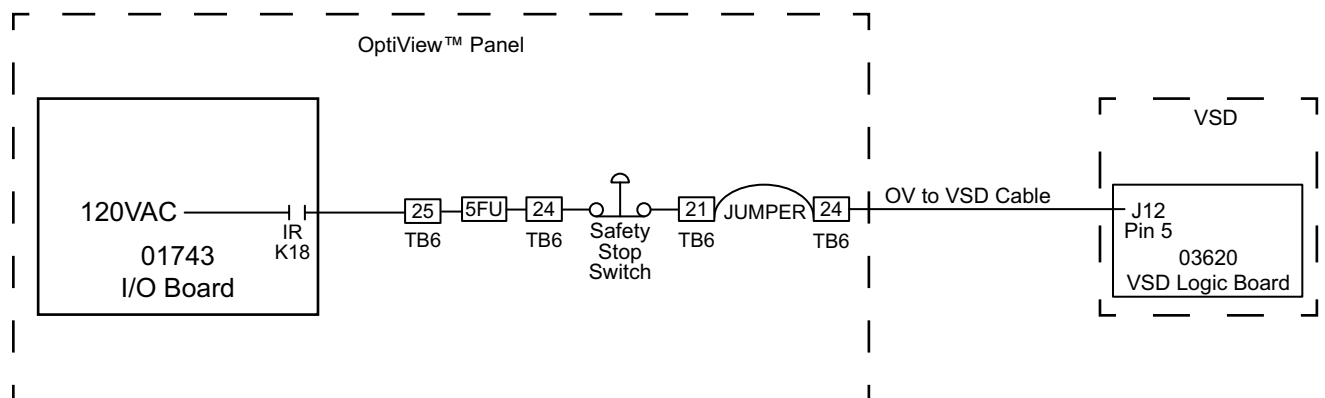 OptiView™ Panel
VSD
120VAC
IR
K18
01743
I/O Board
25
TB6
5FU
24
TB6
Safety
Stop
Switch
21
TB6
JUMPER
24
TB6
OV to VSD Cable
J12
Pin 5
03620
VSD Logic Board